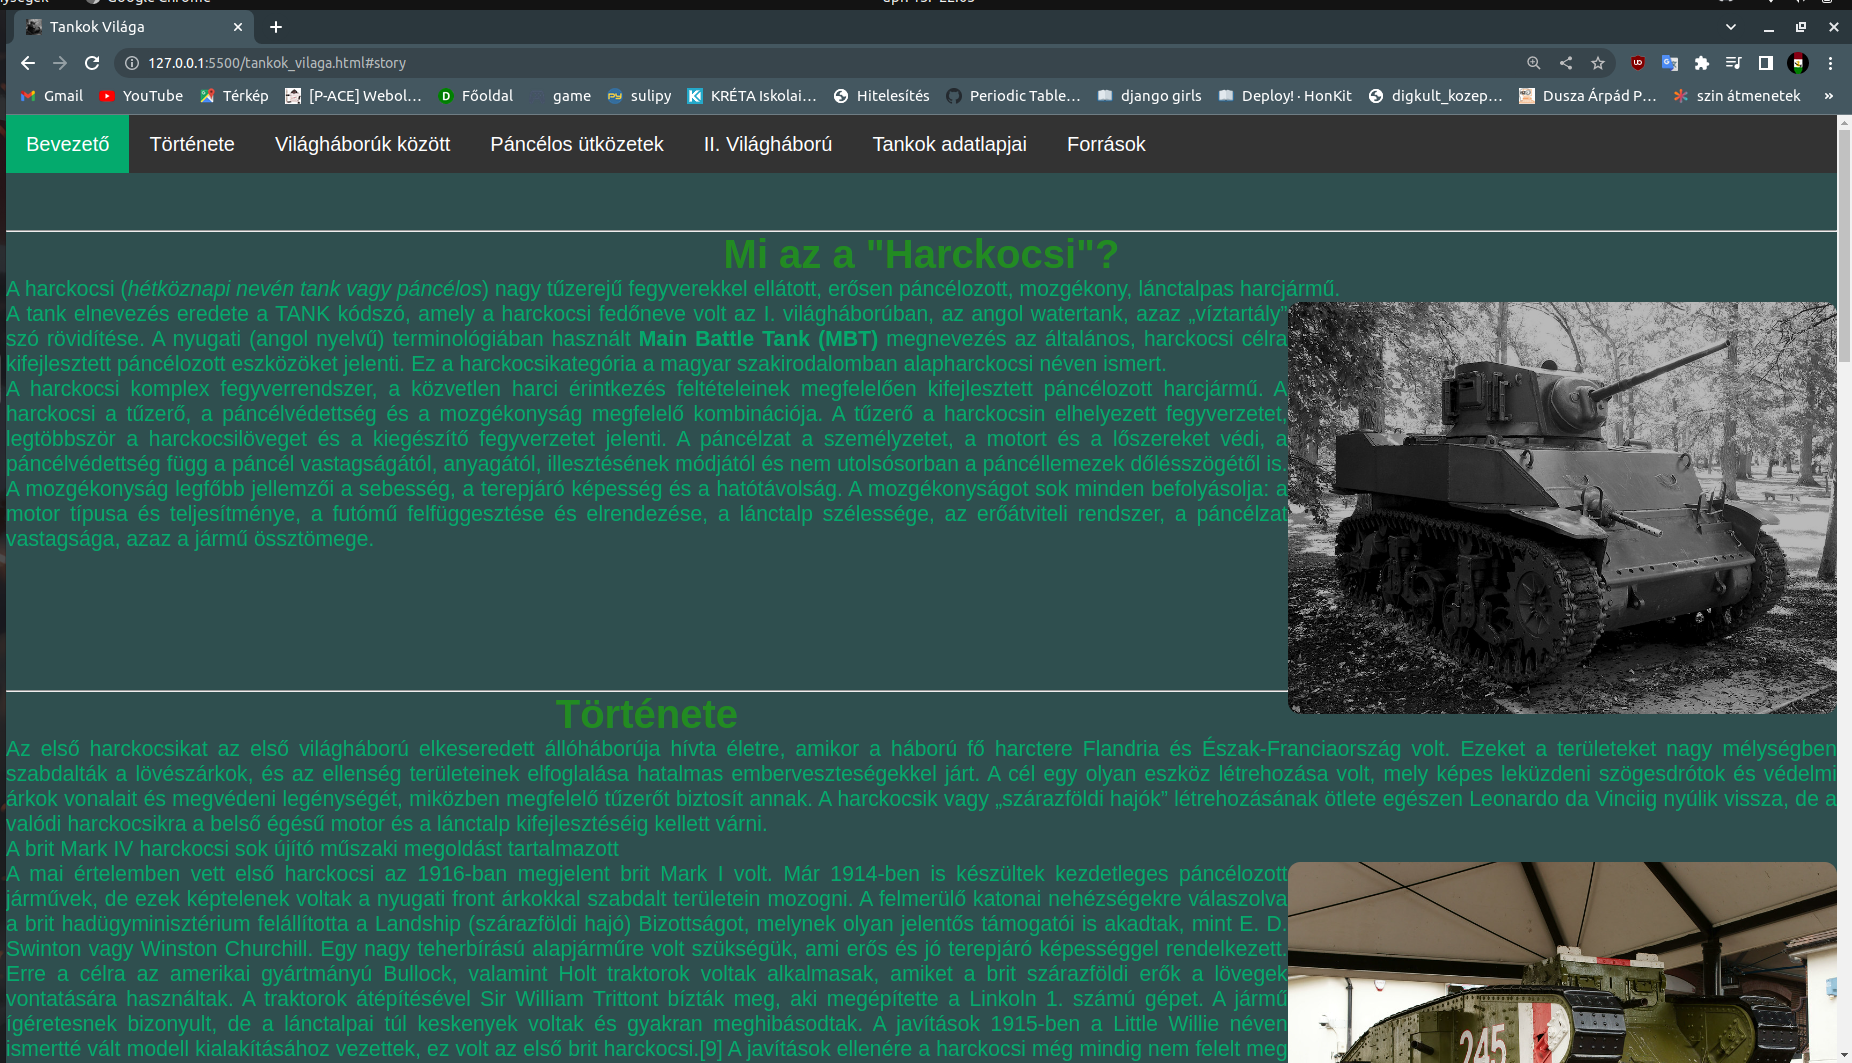 Tankok Világa
127.0.0.1:5500/tankok_vilaga.html#story
Gmail YouTube Térkép [P-ACE] Webol… Főoldal game sulipy KRÉTA Iskolai… Hitelesítés Periodic Table… django girls Deploy! · HonKit digkult_kozep… Dusza Árpád P… szin átmenetek »
Bevezető Története Világháborúk között Páncélos ütközetek II. Világháború Tankok adatlapjai Források
Mi az a "Harckocsi"?
A harckocsi (hétköznapi nevén tank vagy páncélos) nagy tűzerejű fegyverekkel ellátott, erősen páncélozott, mozgékony, lánctalpas harcjármű.
A tank elnevezés eredete a TANK kódszó, amely a harckocsi fedőneve volt az I. világháborúban, az angol watertank, azaz „víztartály”
szó rövidítése. A nyugati (angol nyelvű) terminológiában használt Main Battle Tank (MBT) megnevezés az általános, harckocsi célra
kifejlesztett páncélozott eszközöket jelenti. Ez a harckocsikategória a magyar szakirodalomban alapharckocsi néven ismert.
A harckocsi komplex fegyverrendszer, a közvetlen harci érintkezés feltételeinek megfelelően kifejlesztett páncélozott harcjármű. A
harckocsi a tűzerő, a páncélvédettség és a mozgékonyság megfelelő kombinációja. A tűzerő a harckocsin elhelyezett fegyverzetet,
legtöbbször a harckocsilöveget és a kiegészítő fegyverzetet jelenti. A páncélzat a személyzetet, a motort és a lőszereket védi, a
páncélvédettség függ a páncél vastagságától, anyagától, illesztésének módjától és nem utolsósorban a páncéllemezek dőlésszögétől is.
A mozgékonyság legfőbb jellemzői a sebesség, a terepjáró képesség és a hatótávolság. A mozgékonyságot sok minden befolyásolja: a
motor típusa és teljesítménye, a futómű felfüggesztése és elrendezése, a lánctalp szélessége, az erőátviteli rendszer, a páncélzat
vastagsága, azaz a jármű össztömege.
Története
Az első harckocsikat az első világháború elkeseredett állóháborúja hívta életre, amikor a háború fő harctere Flandria és Észak-Franciaország volt. Ezeket a területeket nagy mélységben
szabdalták a lövészárkok, és az ellenség területeinek elfoglalása hatalmas emberveszteségekkel járt. A cél egy olyan eszköz létrehozása volt, mely képes leküzdeni szögesdrótok és védelmi
árkok vonalait és megvédeni legénységét, miközben megfelelő tűzerőt biztosít annak. A harckocsik vagy „szárazföldi hajók” létrehozásának ötlete egészen Leonardo da Vinciig nyúlik vissza, de a
valódi harckocsikra a belső égésű motor és a lánctalp kifejlesztéséig kellett várni.
A brit Mark IV harckocsi sok újító műszaki megoldást tartalmazott
A mai értelemben vett első harckocsi az 1916-ban megjelent brit Mark I volt. Már 1914-ben is készültek kezdetleges páncélozott
járművek, de ezek képtelenek voltak a nyugati front árkokkal szabdalt területein mozogni. A felmerülő katonai nehézségekre válaszolva
a brit hadügyminisztérium felállította a Landship (szárazföldi hajó) Bizottságot, melynek olyan jelentős támogatói is akadtak, mint E. D.
Swinton vagy Winston Churchill. Egy nagy teherbírású alapjárműre volt szükségük, ami erős és jó terepjáró képességgel rendelkezett.
Erre a célra az amerikai gyártmányú Bullock, valamint Holt traktorok voltak alkalmasak, amiket a brit szárazföldi erők a lövegek
vontatására használtak. A traktorok átépítésével Sir William Trittont bízták meg, aki megépítette a Linkoln 1. számú gépet. A jármű
ígéretesnek bizonyult, de a lánctalpai túl keskenyek voltak és gyakran meghibásodtak. A javítások 1915-ben a Little Willie néven
ismertté vált modell kialakításához vezettek, ez volt az első brit harckocsi.[9] A javítások ellenére a harckocsi még mindig nem felelt meg
245